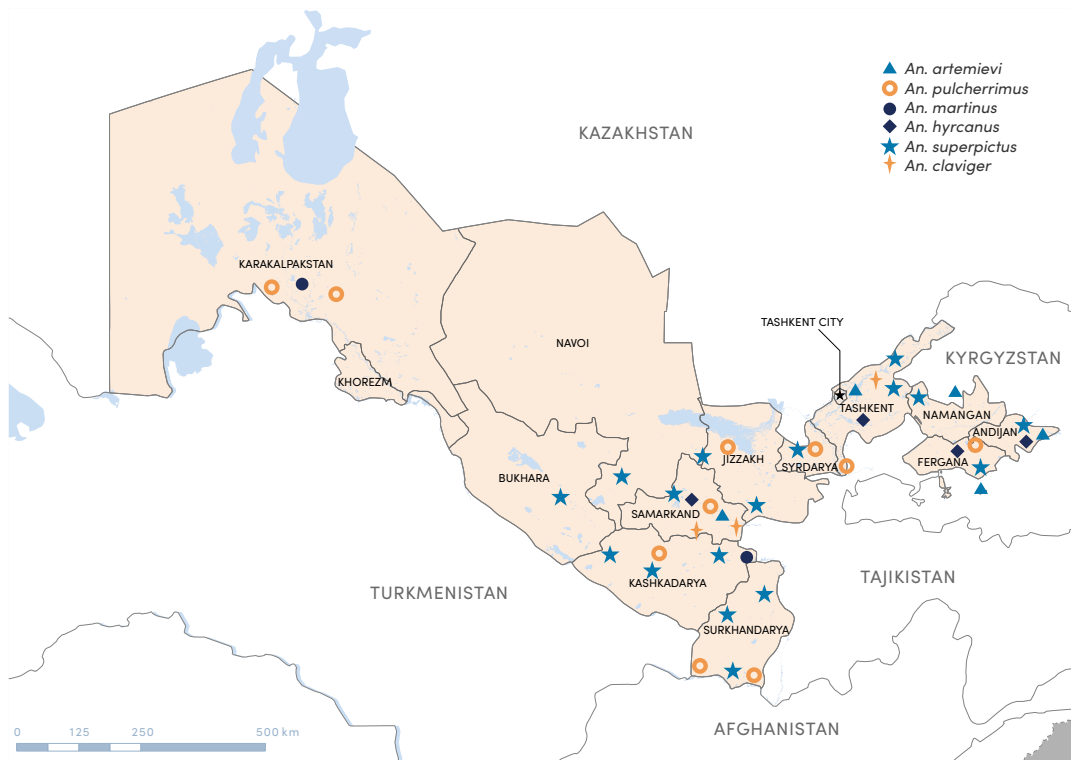 An. artemievi
An. pulcherrimus
An. martinus
An. hyrcanus
An. superpictus
An. claviger
KAZAKHSTAN
KARAKALPAKSTAN
TASHKENT CITY
NAVOI
KYRGYZSTAN
KHOREZM
TASHKENT
NAMANGAN
ANDIJAN
JIZZAKH
SYRDARYA
FERGANA
BUKHARA
SAMARKAND
KASHKADARYA
TAJIKISTAN
TURKMENISTAN
SURKHANDARYA
AFGHANISTAN
0 125 250 500 km